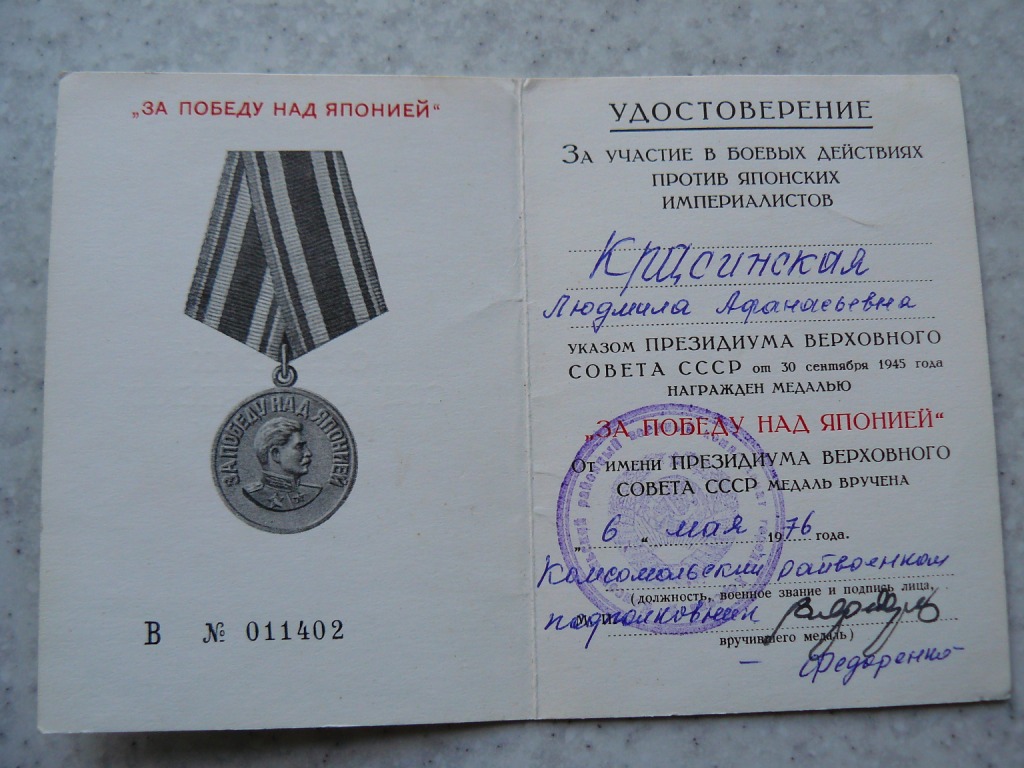 „ЗА ПОБЕДУ НАД ЯПОНИЕЙ“
ЗА ПОБЕДУ НАД ЯПОНИЕЙ
В № 011402
УДОСТОВЕРЕНИЕ
ЗА УЧАСТИЕ В БОЕВЫХ ДЕЙСТВИЯХ
ПРОТИВ ЯПОНСКИХ
ИМПЕРИАЛИСТОВ
Красинская
Людмила Афанасьевна
УКАЗОМ ПРЕЗИДИУМА ВЕРХОВНОГО
СОВЕТА СССР от 30 сентября 1945 года
НАГРАЖДЕН МЕДАЛЬЮ
„ЗА ПОБЕДУ НАД ЯПОНИЕЙ“
ОТ ИМЕНИ ПРЕЗИДИУМА ВЕРХОВНОГО
СОВЕТА СССР МЕДАЛЬ ВРУЧЕНА
„ 6 “ мая 1976 года.
Комсомольский райвоенком
(должность, военное звание и подпись лица,
подполковник
вручившего медаль)
- Федоренко -